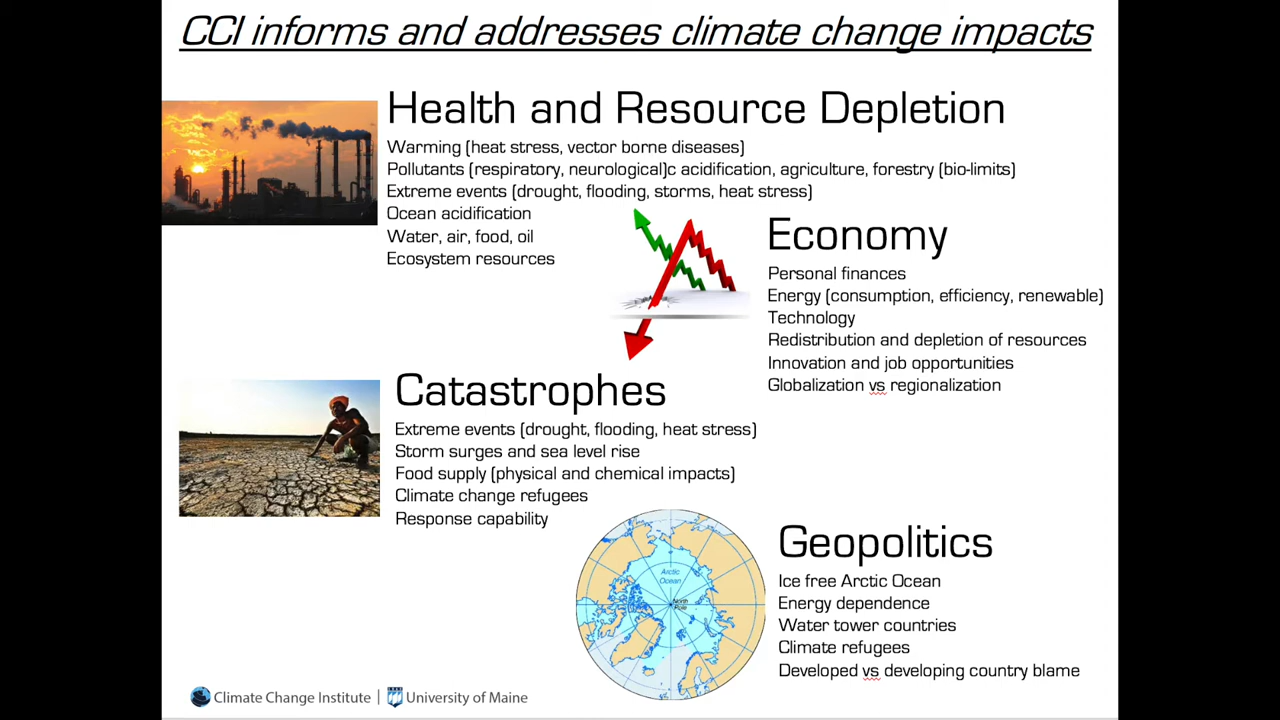 CCI informs and addresses climate change impacts
Health and Resource Depletion
Warming (heat stress, vector borne diseases)
Pollutants (respiratory, neurological)c acidification, agriculture, forestry (bio-limits)
Extreme events (drought, flooding, storms, heat stress)
Ocean acidification
Water, air, food, oil
Ecosystem resources
Economy
Personal finances
Energy (consumption, efficiency, renewable)
Technology
Redistribution and depletion of resources
Innovation and job opportunities
Globalization vs regionalization
Catastrophes
Extreme events (drought, flooding, heat stress)
Storm surges and sea level rise
Food supply (physical and chemical impacts)
Climate change refugees
Response capability
Arctic
Ocean
North
Pole
Geopolitics
Ice free Arctic Ocean
Energy dependence
Water tower countries
Climate refugees
Developed vs developing country blame
Climate Change Institute | University of Maine